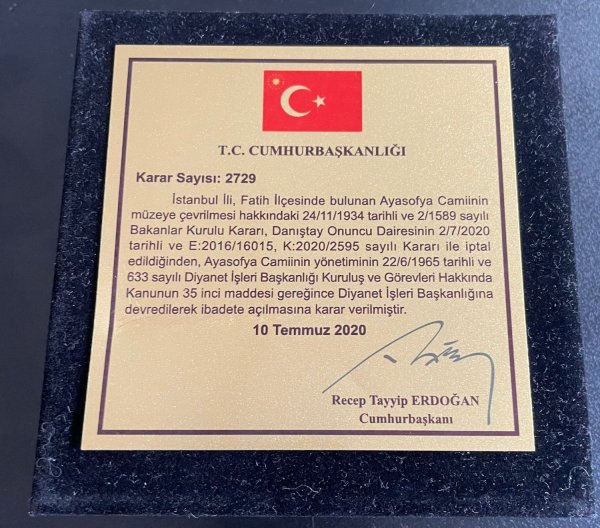 T.C. CUMHURBAŞKANLIĞI
Karar Sayısı: 2729
İstanbul İli, Fatih İlçesinde bulunan Ayasofya Camiinin
müzeye çevrilmesi hakkındaki 24/11/1934 tarihli ve 2/1589 sayılı
Bakanlar Kurulu Kararı, Danıştay Onuncu Dairesinin 2/7/2020
tarihli ve E:2016/16015, K:2020/2595 sayılı Kararı ile iptal
edildiğinden, Ayasofya Camiinin yönetiminin 22/6/1965 tarihli ve
633 sayılı Diyanet İşleri Başkanlığı Kuruluş ve Görevleri Hakkında
Kanunun 35 inci maddesi gereğince Diyanet İşleri Başkanlığına
devredilerek ibadete açılmasına karar verilmiştir.
10 Temmuz 2020
Recep Tayyip ERDOĞAN
Cumhurbaşkanı